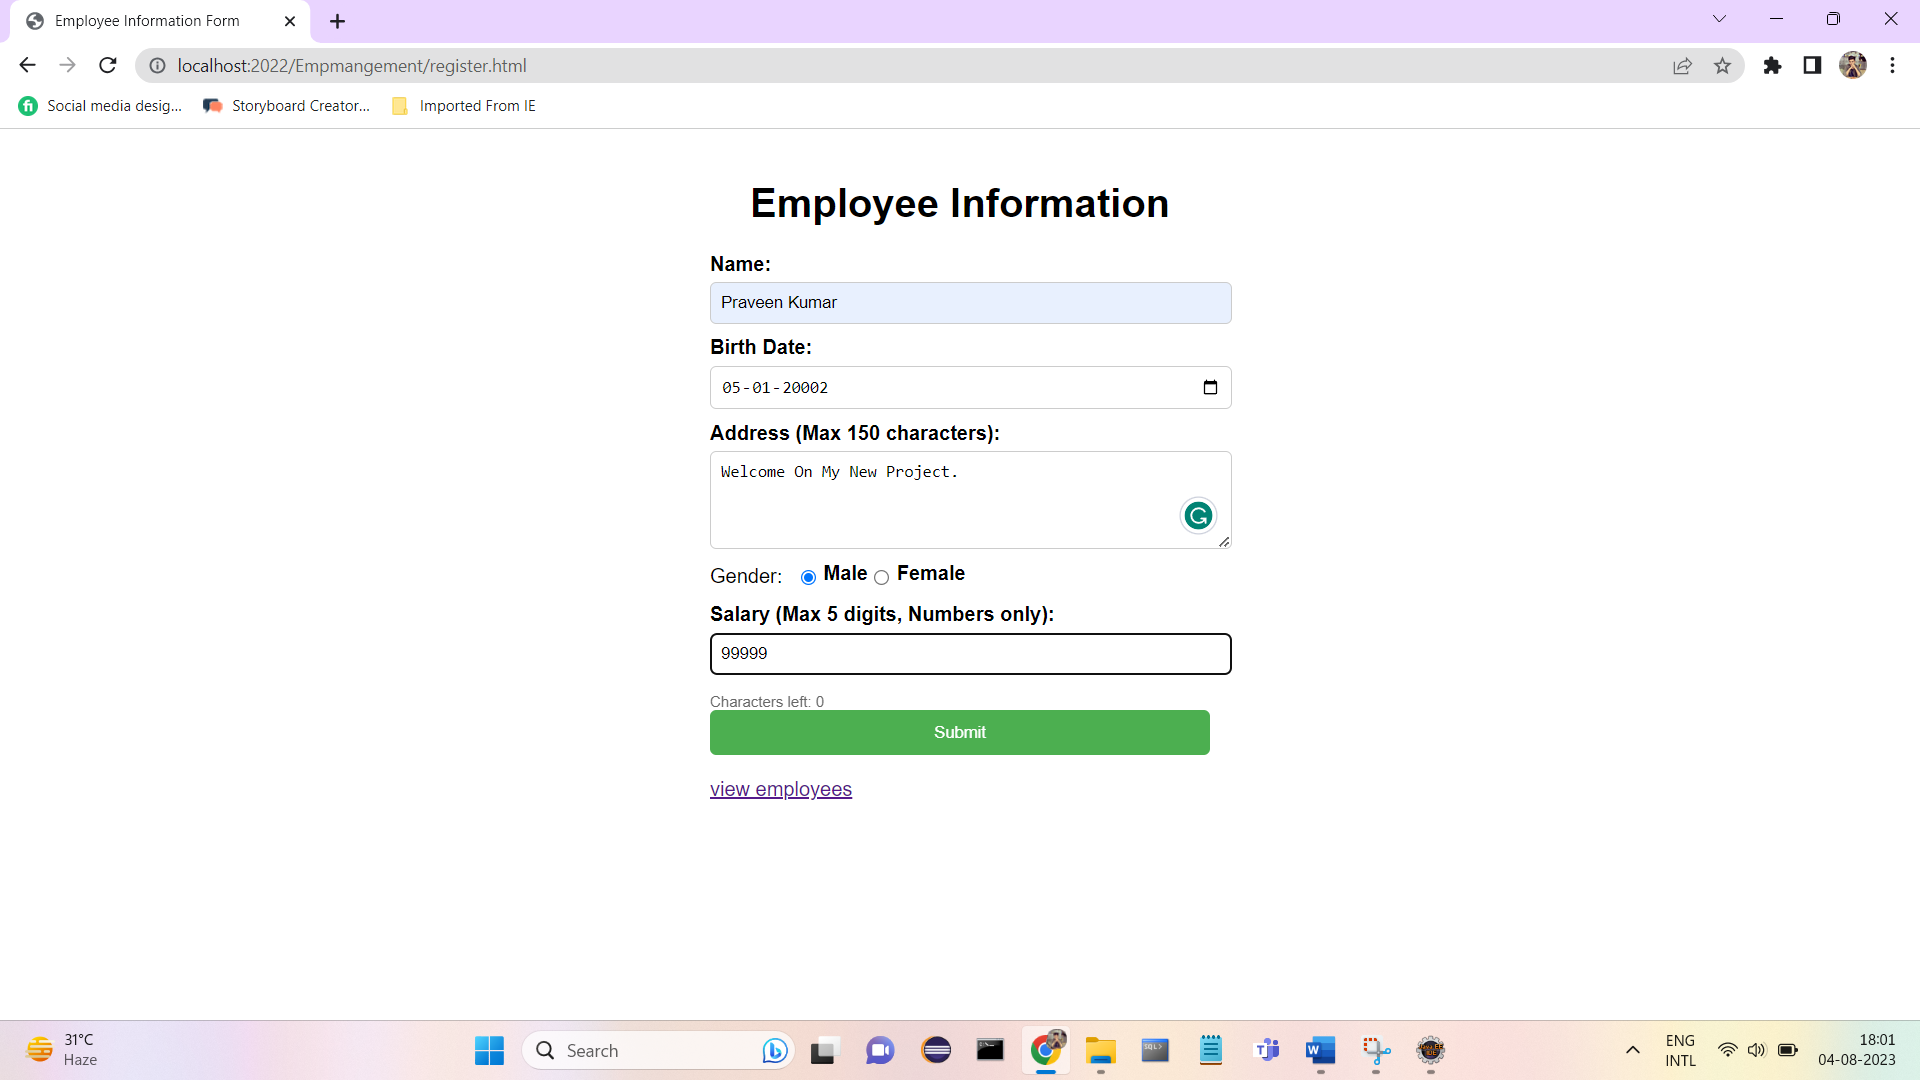 Employee Information Form
localhost:2022/Empmangement/register.html
Social media desig...
Storyboard Creator...
Imported From IE
Employee Information
Name:
Praveen Kumar
Birth Date:
05-01-20002
Address (Max 150 characters):
Welcome On My New Project.
Gender: Male Female
Salary (Max 5 digits, Numbers only):
99999
Characters left: 0
Submit
view employees
31°C
Haze
Search
SQL>
ENG
INTL
18:01
04-08-2023